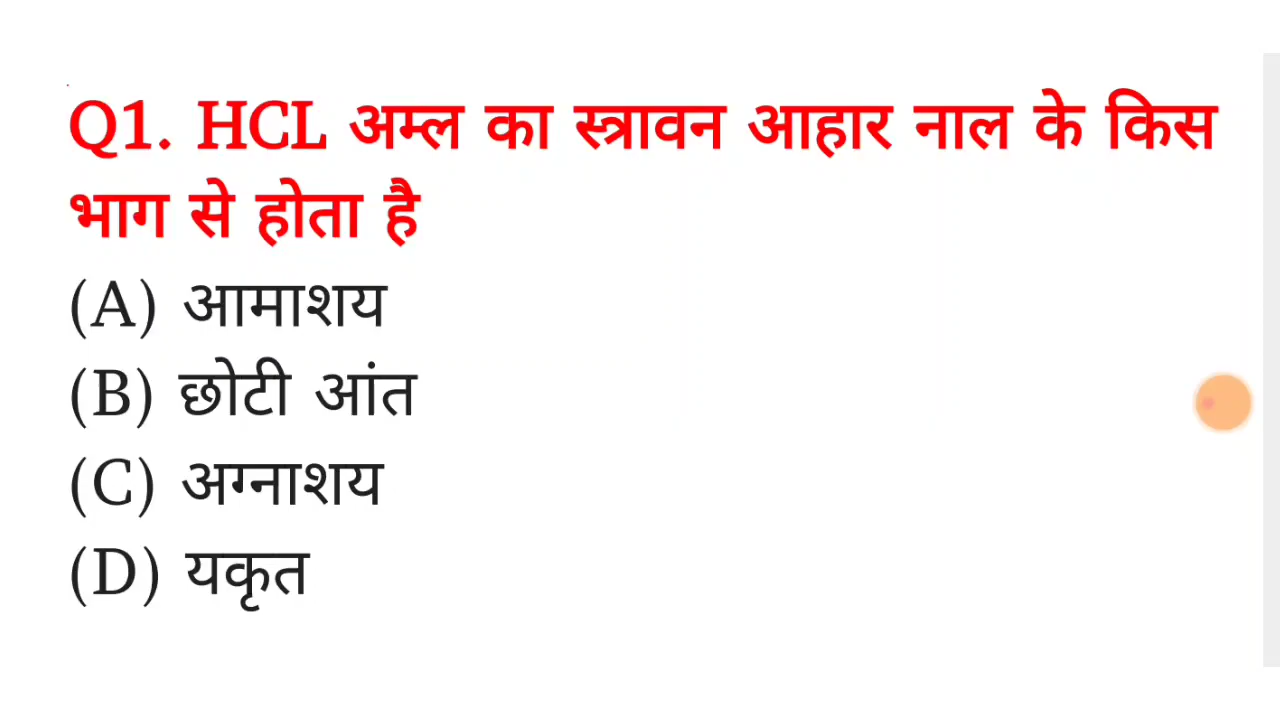 Q1. HCL अम्ल का स्त्रावन आहार नाल के किस
भाग से होता है
(A) आमाशय
(B) छोटी आंत
(C) अग्नाशय
(D) यकृत